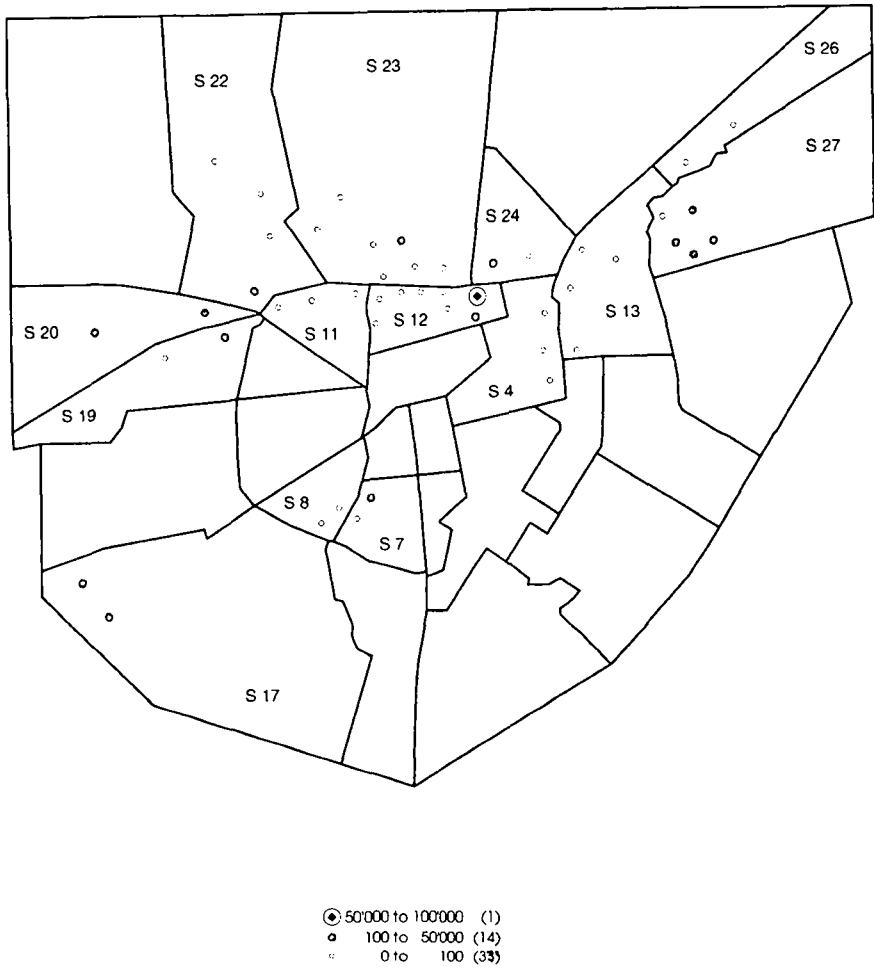 S 26
S 23
S 22
S 27
S 24
S 13
S 20
S 11
S 12
S 4
S 19
S 8
S 7
S 17
50'000 to 100'000 (1)
100 to 50'000 (14)
0 to 100 (33)